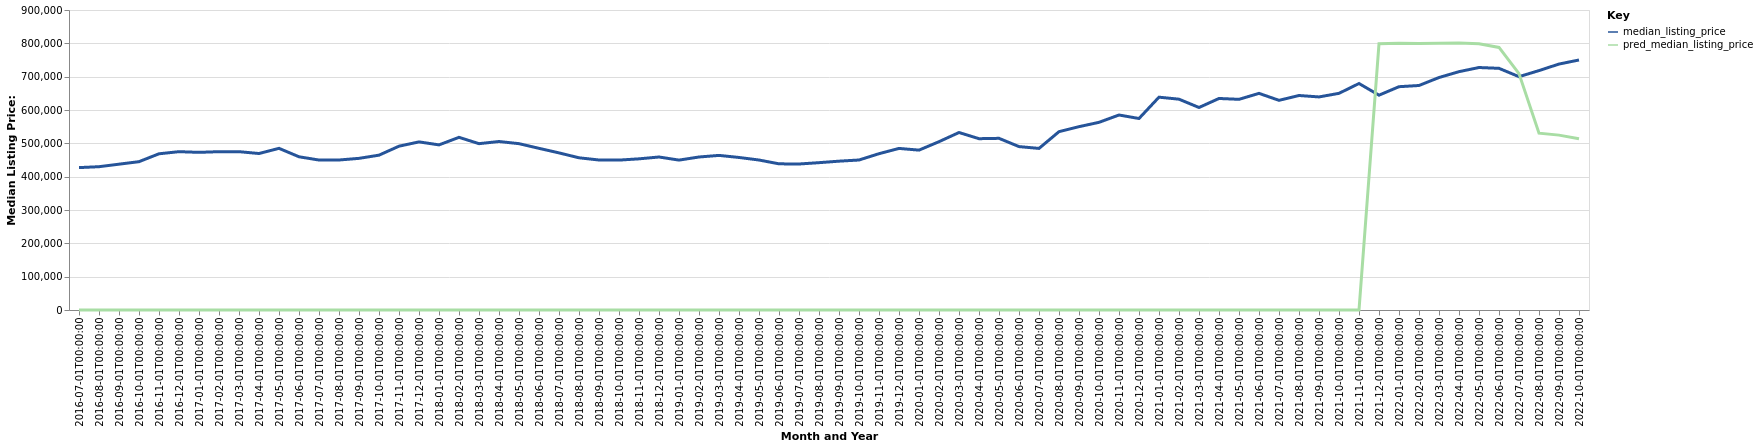 900,000
800,000
700,000
600,000
500,000
400,000
300,000
200,000
100,000
0
Median Listing Price:
2016-07-01T00:00:00
2016-08-01T00:00:00
2016-09-01T00:00:00
2016-10-01T00:00:00
2016-11-01T00:00:00
2016-12-01T00:00:00
2017-01-01T00:00:00
2017-02-01T00:00:00
2017-03-01T00:00:00
2017-04-01T00:00:00
2017-05-01T00:00:00
2017-06-01T00:00:00
2017-07-01T00:00:00
2017-08-01T00:00:00
2017-09-01T00:00:00
2017-10-01T00:00:00
2017-11-01T00:00:00
2017-12-01T00:00:00
2018-01-01T00:00:00
2018-02-01T00:00:00
2018-03-01T00:00:00
2018-04-01T00:00:00
2018-05-01T00:00:00
2018-06-01T00:00:00
2018-07-01T00:00:00
2018-08-01T00:00:00
2018-09-01T00:00:00
2018-10-01T00:00:00
2018-11-01T00:00:00
2018-12-01T00:00:00
2019-01-01T00:00:00
2019-02-01T00:00:00
2019-03-01T00:00:00
2019-04-01T00:00:00
2019-05-01T00:00:00
2019-06-01T00:00:00
2019-07-01T00:00:00
2019-08-01T00:00:00
2019-09-01T00:00:00
2019-10-01T00:00:00
2019-11-01T00:00:00
2019-12-01T00:00:00
2020-01-01T00:00:00
2020-02-01T00:00:00
2020-03-01T00:00:00
2020-04-01T00:00:00
2020-05-01T00:00:00
2020-06-01T00:00:00
2020-07-01T00:00:00
2020-08-01T00:00:00
2020-09-01T00:00:00
2020-10-01T00:00:00
2020-11-01T00:00:00
2020-12-01T00:00:00
2021-01-01T00:00:00
2021-02-01T00:00:00
2021-03-01T00:00:00
2021-04-01T00:00:00
2021-05-01T00:00:00
2021-06-01T00:00:00
2021-07-01T00:00:00
2021-08-01T00:00:00
2021-09-01T00:00:00
2021-10-01T00:00:00
2021-11-01T00:00:00
2021-12-01T00:00:00
2022-01-01T00:00:00
2022-02-01T00:00:00
2022-03-01T00:00:00
2022-04-01T00:00:00
2022-05-01T00:00:00
2022-06-01T00:00:00
2022-07-01T00:00:00
2022-08-01T00:00:00
2022-09-01T00:00:00
2022-10-01T00:00:00
Month and Year
Key
median_listing_price
pred_median_listing_price